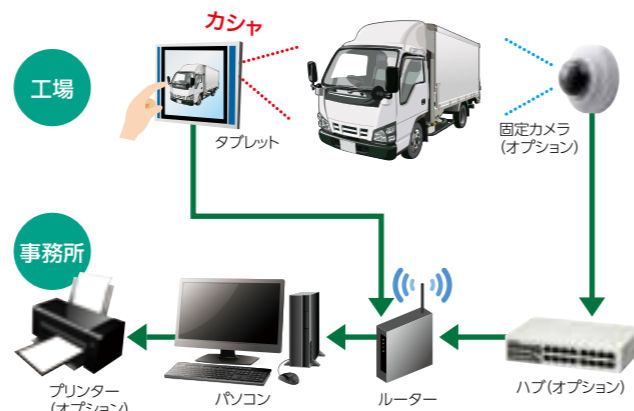 カシャ
工場
タブレット
固定カメラ
(オプション)
事務所
プリンター
(オプション)
パソコン
ルーター
ハブ(オプション)